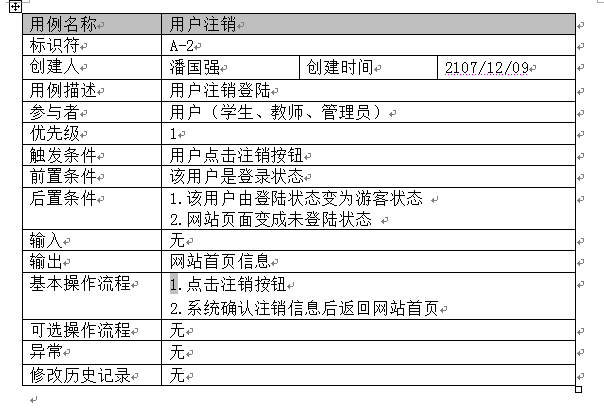 用例名称 用户注销
标识符 A-2
创建人 潘国强 创建时间 2107/12/09
用例描述 用户注销登陆
参与者 用户（学生、教师、管理员）
优先级 1
触发条件 用户点击注销按钮
前置条件 该用户是登录状态
后置条件 1.该用户由登陆状态变为游客状态
2.网站页面变成未登陆状态
输入 无
输出 网站首页信息
基本操作流程 1.点击注销按钮
2.系统确认注销信息后返回网站首页
可选操作流程 无
异常 无
修改历史记录 无